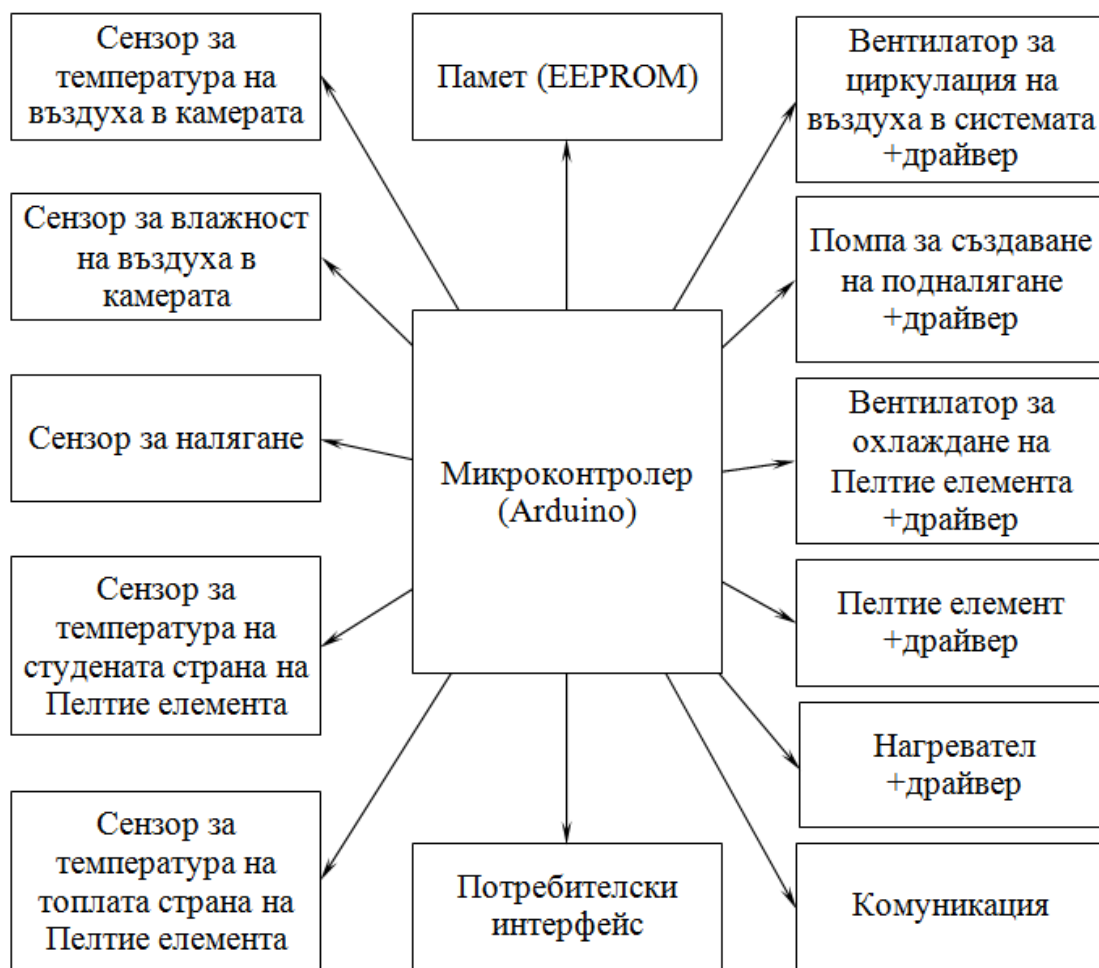 Сензор за
температура на
въздуха в камерата
Памет (EEPROM)
Вентилатор за
циркулация на
въздуха в системата
+драйвер
Сензор за влажност
на въздуха в
камерата
Помпа за създаване
на подналягане
+драйвер
Сензор за налягане
Микроконтролер
(Arduino)
Вентилатор за
охлаждане на
Пелтие елемента
+драйвер
Сензор за
температура на
студената страна на
Пелтие елемента
Пелтие елемент
+драйвер
Нагревател
+драйвер
Сензор за
температура на
топлата страна на
Пелтие елемента
Потребителски
интерфейс
Комуникация